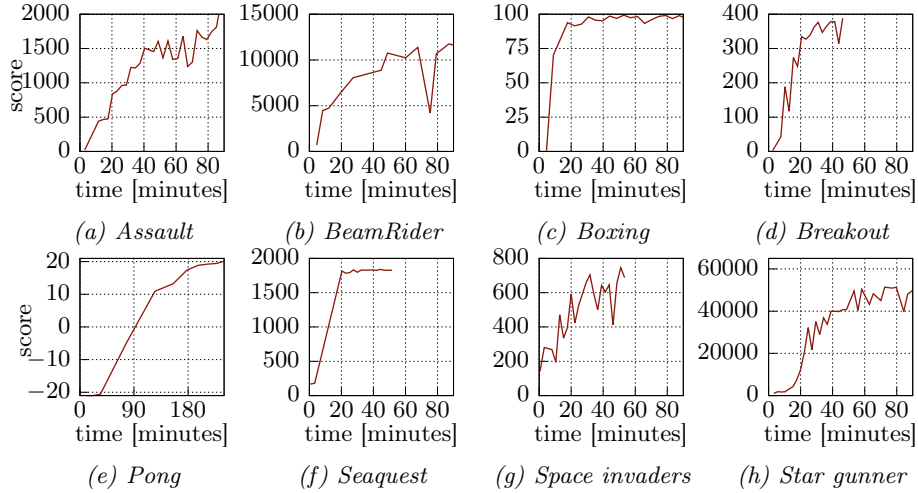 score
2000
1500
1000
500
0
0 20 40 60 80
time [minutes]
(a) Assault
15000
10000
5000
0
0 20 40 60 80
time [minutes]
(b) BeamRider
100
75
50
25
0
0 20 40 60 80
time [minutes]
(c) Boxing
400
300
200
100
0
0 20 40 60 80
time [minutes]
(d) Breakout
score
20
10
0
−10
−20
0 90 180
time [minutes]
(e) Pong
2000
1500
1000
500
0
0 20 40 60 80
time [minutes]
(f) Seaquest
800
600
400
200
0
0 20 40 60 80
time [minutes]
(g) Space invaders
60000
40000
20000
0
0 20 40 60 80
time [minutes]
(h) Star gunner